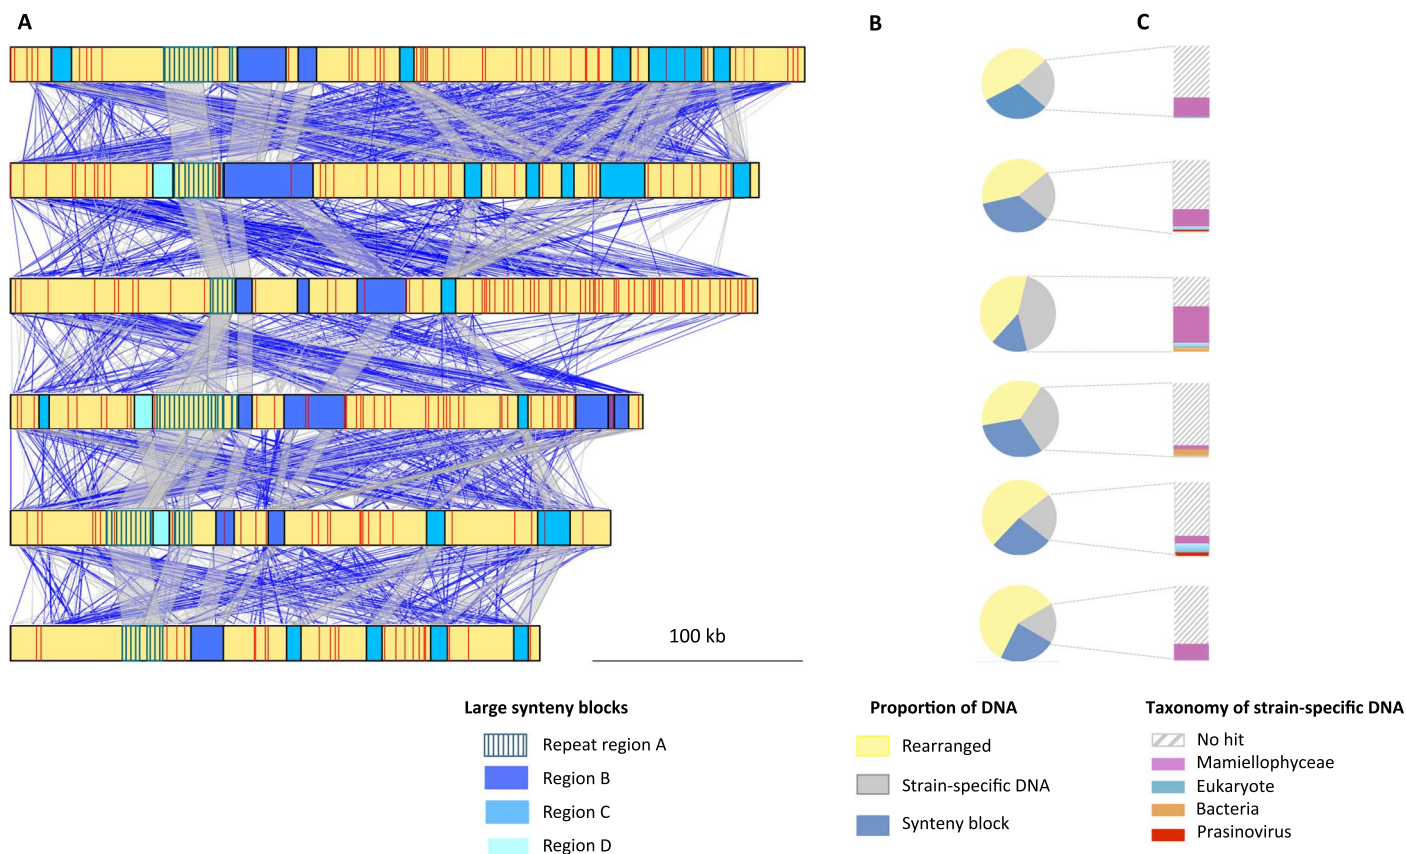 A
B
C
100 kb
Large synteny blocks
Repeat region A
Region B
Region C
Region D
Proportion of DNA
Rearranged
Strain-specific DNA
Synteny block
Taxonomy of strain-specific DNA
No hit
Mamiellophyceae
Eukaryote
Bacteria
Prasinovirus